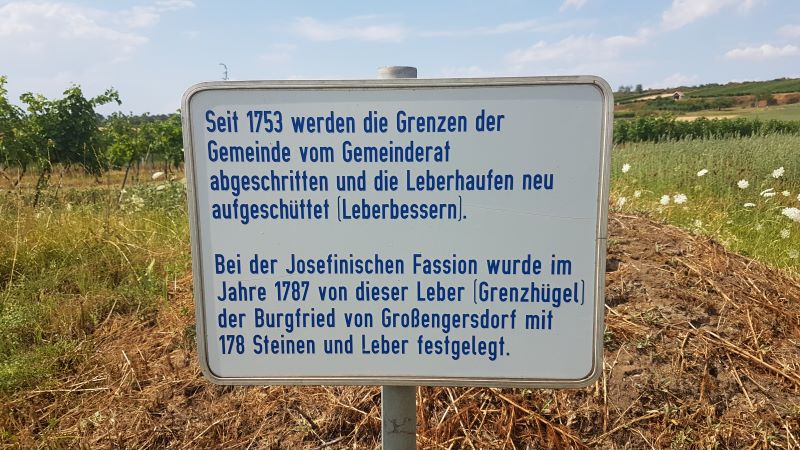 Seit 1753 werden die Grenzen der
Gemeinde vom Gemeinderat
abgeschritten und die Leberhaufen neu
aufgeschüttet (Leberbessern).
Bei der Josefinischen Fassion wurde im
Jahre 1787 von dieser Leber (Grenzhügel)
der Burgfried von Großengersdorf mit
178 Steinen und Leber festgelegt.